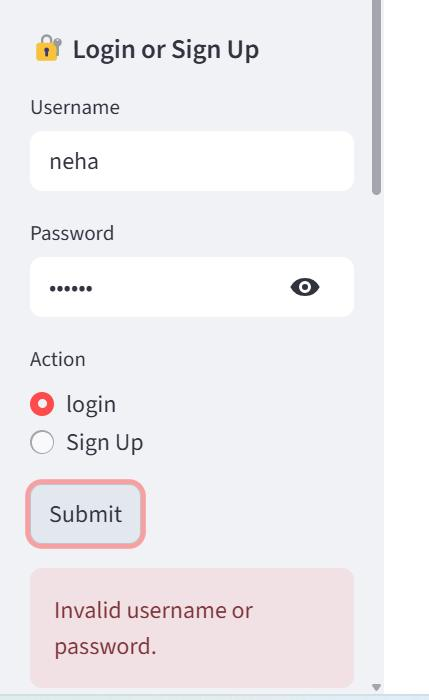 Login or Sign Up
Username
neha
Password
••••••
Action
login
Sign Up
Submit
Invalid username or
password.